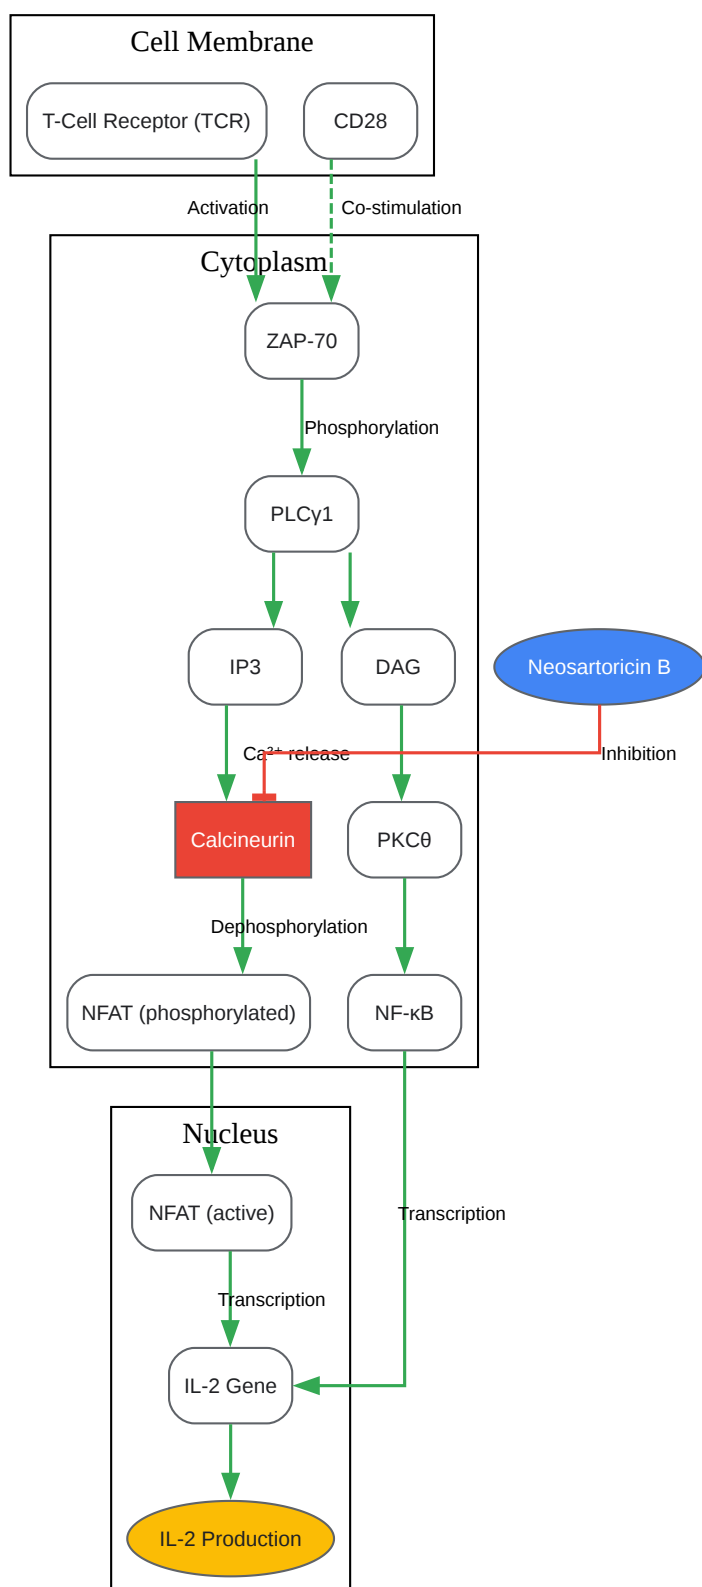 Cell Membrane
T-Cell Receptor (TCR)
CD28
Activation
Co-stimulation
Cytoplasm
ZAP-70
Phosphorylation
PLCγ1
IP3
DAG
Neosartoricin B
Ca²⁺ release
Inhibition
Calcineurin
PKCθ
Dephosphorylation
NFAT (phosphorylated)
NF-κB
Nucleus
NFAT (active)
Transcription
Transcription
IL-2 Gene
IL-2 Production